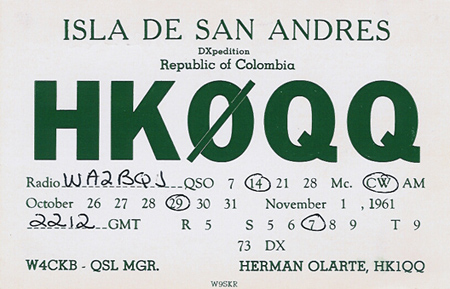 ISLA DE SAN ANDRES
DXpedition
Republic of Colombia
HKØQQ
Radio WA2BQJ QSO 7 14 21 28 Mc. CW AM
October 26 27 28 29 30 31 November 1 , 1961
2212 GMT R 5 S 5 6 7 8 9 T 9
73 DX
W4CKB - QSL MGR. HERMAN OLARTE, HK1QQ
W9SKR